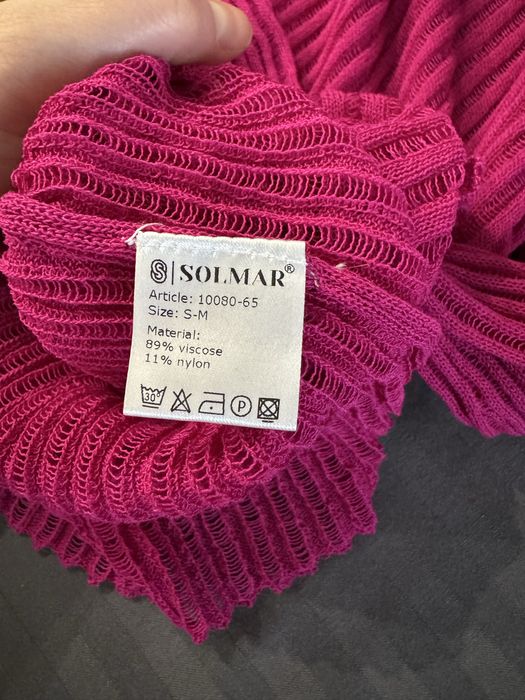 S | SOLMAR®
Article: 10080-65
Size: S-M
Material:
89% viscose
11% nylon
30 P